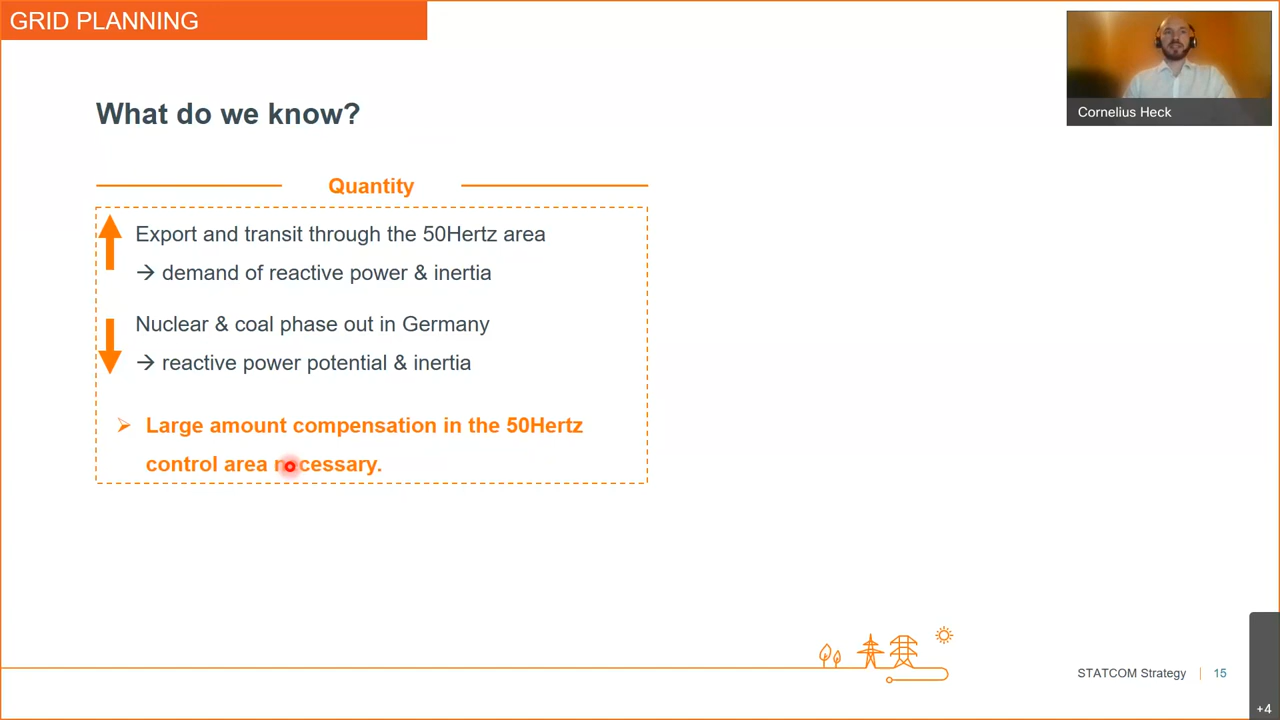 GRID PLANNING
Cornelius Heck
What do we know?
Quantity
Export and transit through the 50Hertz area
→ demand of reactive power & inertia
Nuclear & coal phase out in Germany
→ reactive power potential & inertia
➢ Large amount compensation in the 50Hertz
control area necessary.
STATCOM Strategy | 15
+4